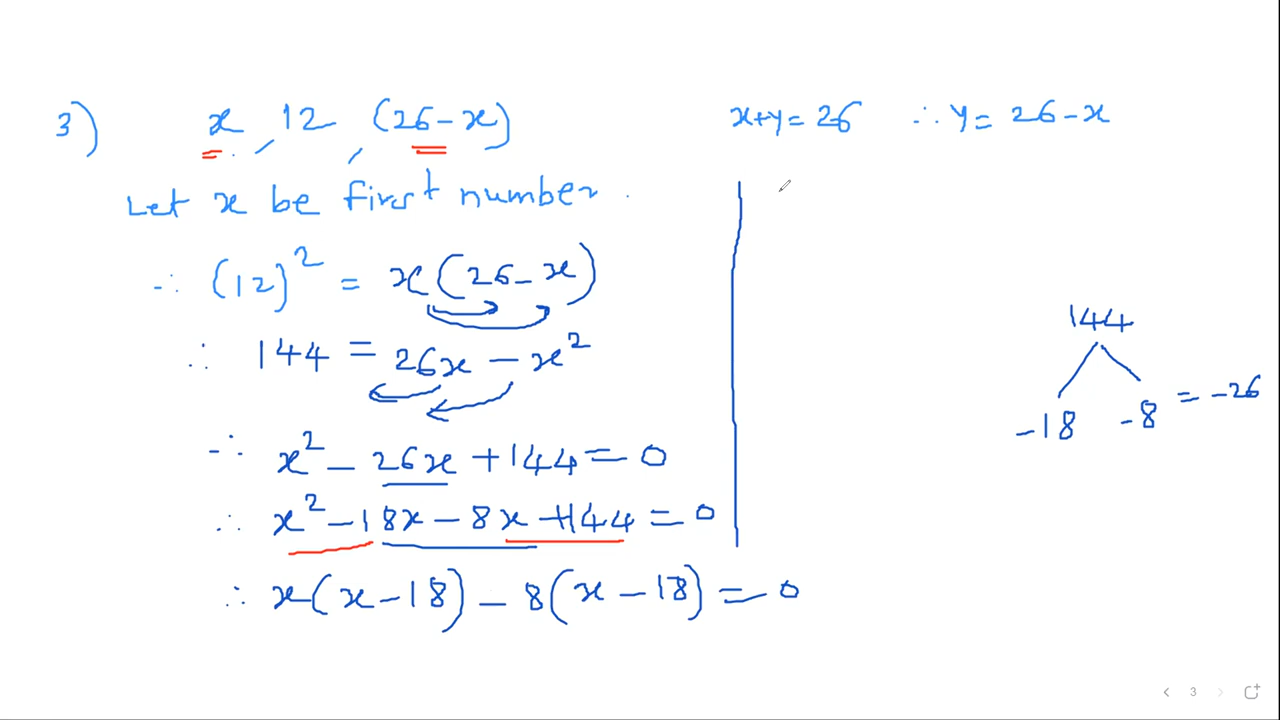 3) x, 12, (26-x)
x+y = 26 ∴ y = 26-x
Let x be first number.
∴ (12)² = x(26-x)
∴ 144 = 26x - x²
∴ x² - 26x + 144 = 0
∴ x² - 18x - 8x + 144 = 0
∴ x(x-18) - 8(x-18) = 0
144
-18 -8 = -26
3